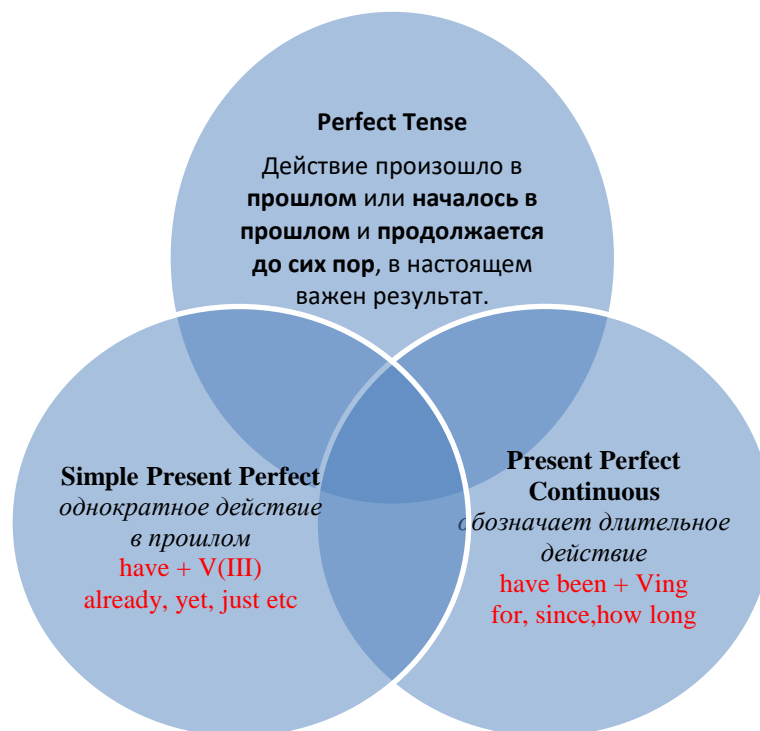 Perfect Tense
Действие произошло в
прошлом или началось в
прошлом и продолжается
до сих пор, в настоящем
важен результат.
Simple Present Perfect
однократное действие
в прошлом
have + V(III)
already, yet, just etc
Present Perfect
Continuous
обозначает длительное
действие
have been + Ving
for, since,how long